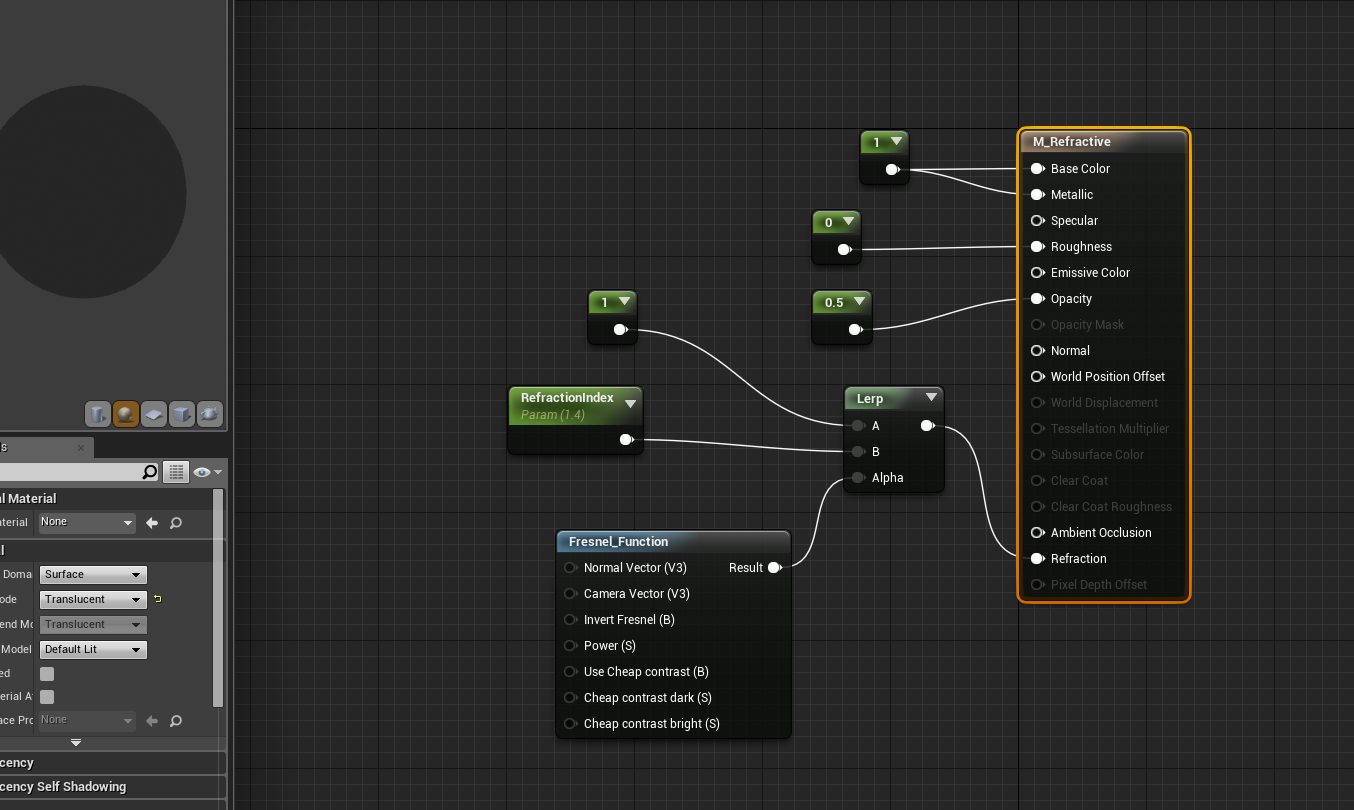 1
M_Refractive
Base Color
Metallic
0
Specular
Roughness
Emissive Color
1
0.5
Opacity
Opacity Mask
Normal
World Position Offset
RefractionIndex
Param (1.4)
Lerp
World Displacement
A
Tessellation Multiplier
B
Subsurface Color
Alpha
Clear Coat
Clear Coat Roughness
Ambient Occlusion
Refraction
Pixel Depth Offset
Fresnel_Function
Normal Vector (V3) Result
Camera Vector (V3)
Invert Fresnel (B)
Power (S)
Use Cheap contrast (B)
Cheap contrast dark (S)
Cheap contrast bright (S)
s
al Material
aterial None
al
Doma Surface
ode Translucent
end Mo Translucent
Model Default Lit
ed
erial A
ace Pro None
cency
cency Self Shadowing